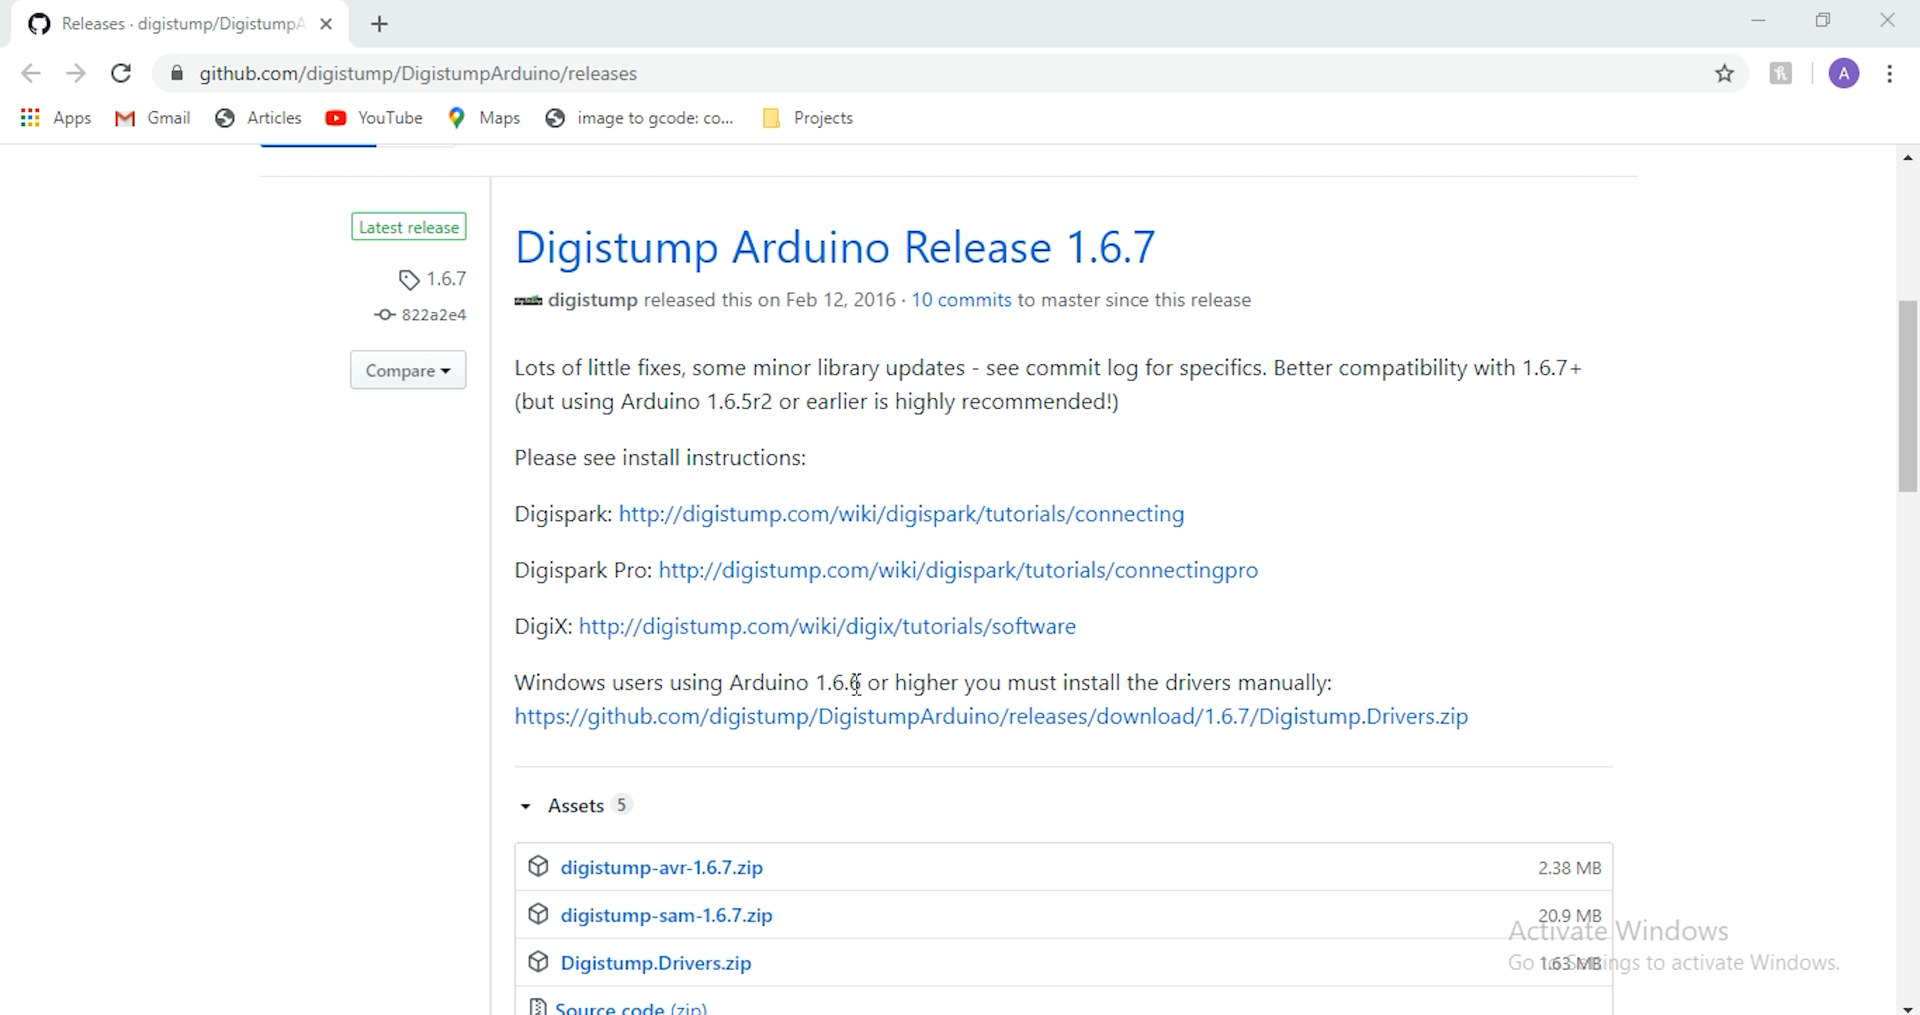 Releases · digistump/DigistumpA
github.com/digistump/DigistumpArduino/releases
A
Apps
Gmail
Articles
YouTube
Maps
image to gcode: co...
Projects
Latest release
1.6.7
822a2e4
Compare
Digistump Arduino Release 1.6.7
digistump released this on Feb 12, 2016 · 10 commits to master since this release
Lots of little fixes, some minor library updates - see commit log for specifics. Better compatibility with 1.6.7+
(but using Arduino 1.6.5r2 or earlier is highly recommended!)
Please see install instructions:
Digispark: http://digistump.com/wiki/digispark/tutorials/connecting
Digispark Pro: http://digistump.com/wiki/digispark/tutorials/connectingpro
DigiX: http://digistump.com/wiki/digix/tutorials/software
Windows users using Arduino 1.6.6 or higher you must install the drivers manually:
https://github.com/digistump/DigistumpArduino/releases/download/1.6.7/Digistump.Drivers.zip
Assets 5
digistump-avr-1.6.7.zip 2.38 MB
digistump-sam-1.6.7.zip 20.9 MB
Digistump.Drivers.zip 1.63 MB
Source code (zip)
Activate Windows
Go to Settings to activate Windows.